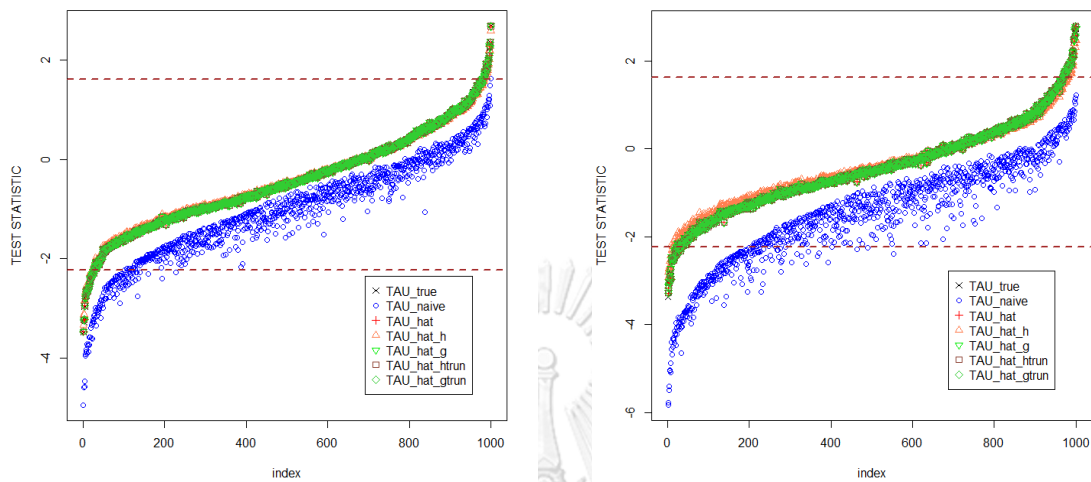 TEST STATISTIC
2
0
-2
-4
0
200
400
600
800
1000
index
TAU_true
TAU_naive
TAU_hat
TAU_hat_h
TAU_hat_g
TAU_hat_htrun
TAU_hat_gtrun
TEST STATISTIC
2
0
-2
-4
-6
0
200
400
600
800
1000
index
TAU_true
TAU_naive
TAU_hat
TAU_hat_h
TAU_hat_g
TAU_hat_htrun
TAU_hat_gtrun